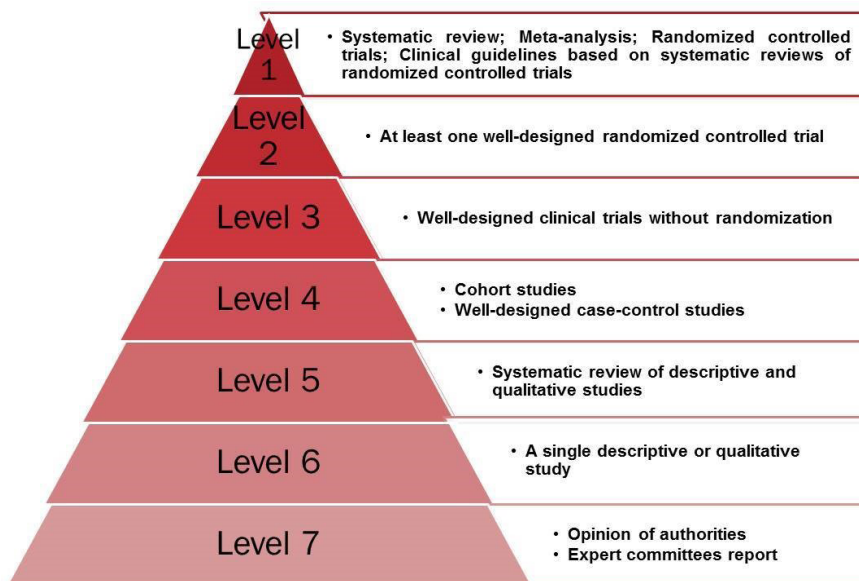 Level
1
• Systematic review; Meta-analysis; Randomized controlled
trials; Clinical guidelines based on systematic reviews of
randomized controlled trials
Level
2
• At least one well-designed randomized controlled trial
Level 3
• Well-designed clinical trials without randomization
Level 4
• Cohort studies
• Well-designed case-control studies
Level 5
• Systematic review of descriptive and
qualitative studies
Level 6
• A single descriptive or qualitative
study
Level 7
• Opinion of authorities
• Expert committees report